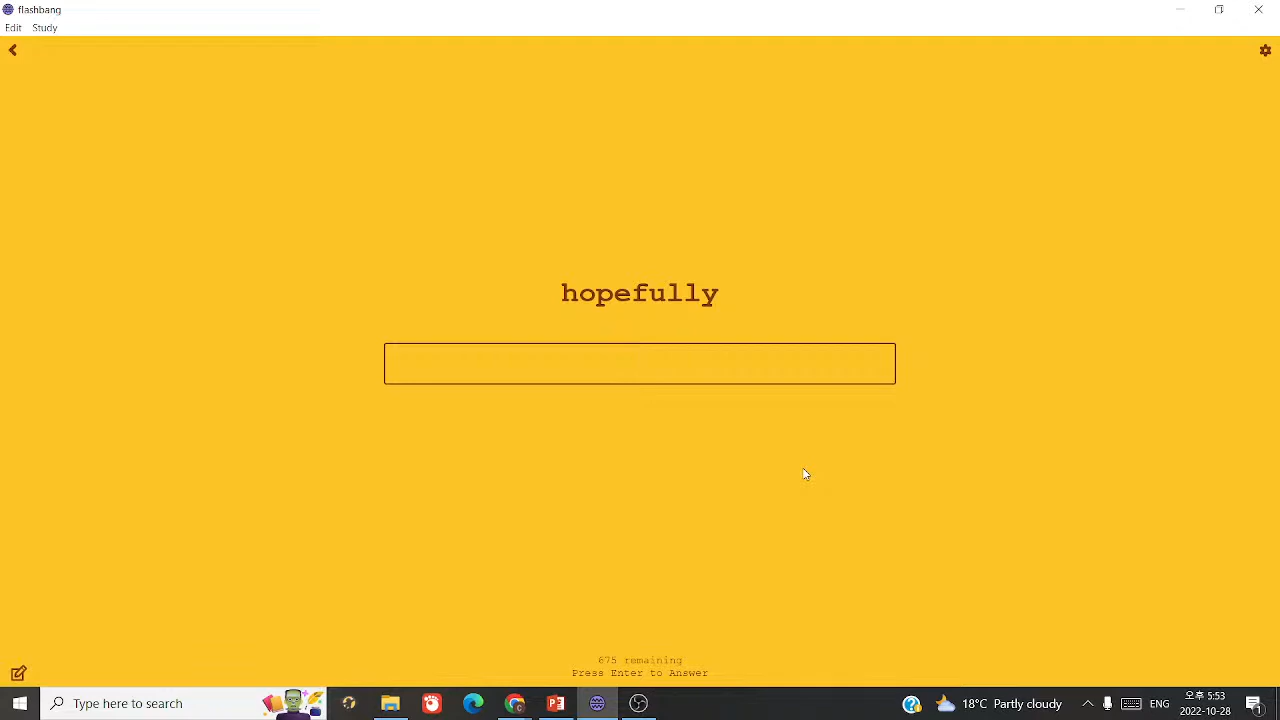 flashbang
Edit Study
hopefully
675 remaining
Press Enter to Answer
Type here to search
18°C Partly cloudy
ENG
오후 5:53
2022-10-28
1